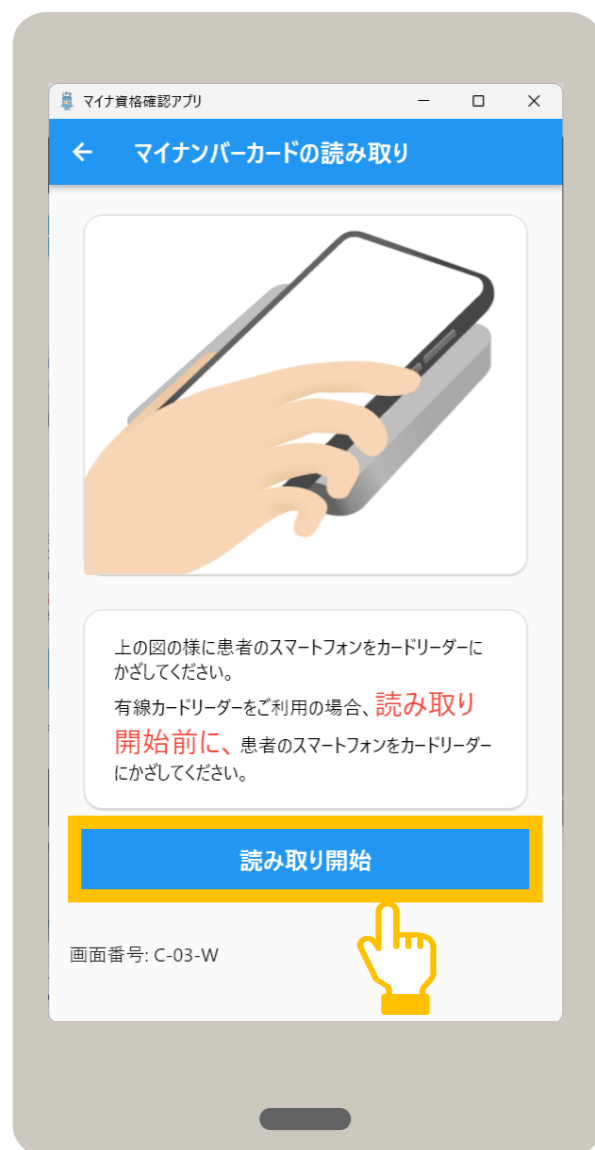 マイナ資格確認アプリ
マイナンバーカードの読み取り
上の図の様に患者のスマートフォンをカードリーダーに
かざしてください。
有線カードリーダーをご利用の場合、読み取り
開始前に、患者のスマートフォンをカードリーダー
にかざしてください。
読み取り開始
画面番号: C-03-W